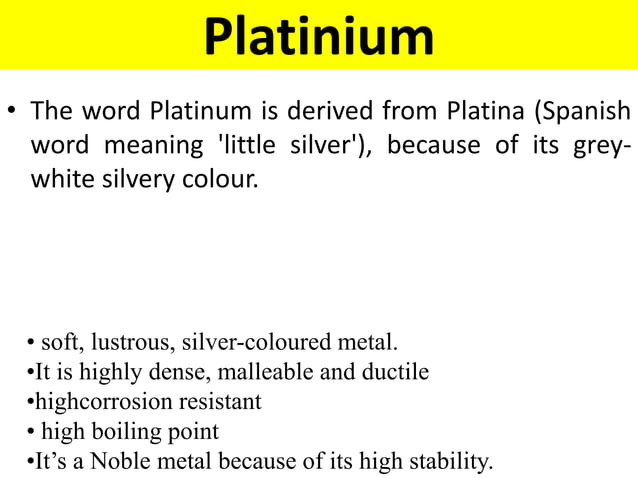 Platinium
• The word Platinum is derived from Platina (Spanish
word meaning 'little silver'), because of its grey-
white silvery colour.
• soft, lustrous, silver-coloured metal.
•It is highly dense, malleable and ductile
•highcorrosion resistant
• high boiling point
•It’s a Noble metal because of its high stability.